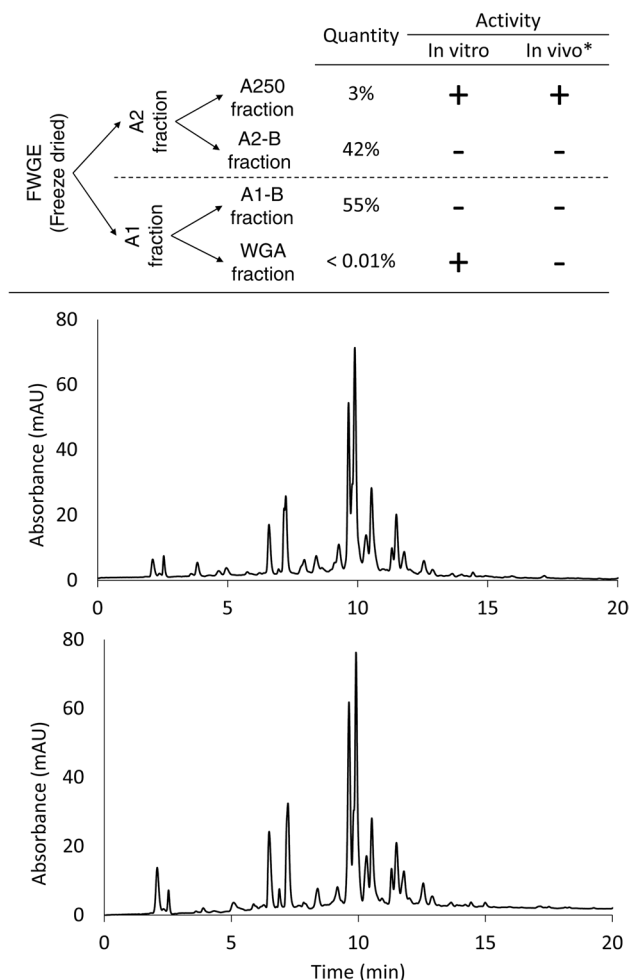 Activity
Quantity
In vitro In vivo*
FWGE
(Freeze dried)
A2
fraction
A250
fraction
3% + +
A2-B
fraction
42% - -
A1
fraction
A1-B
fraction
55% - -
WGA
fraction
< 0.01% + -
80
60
40
20
0
Absorbance (mAU)
0 5 10 15 20
80
60
40
20
0
Absorbance (mAU)
0 5 10 15 20
Time (min)